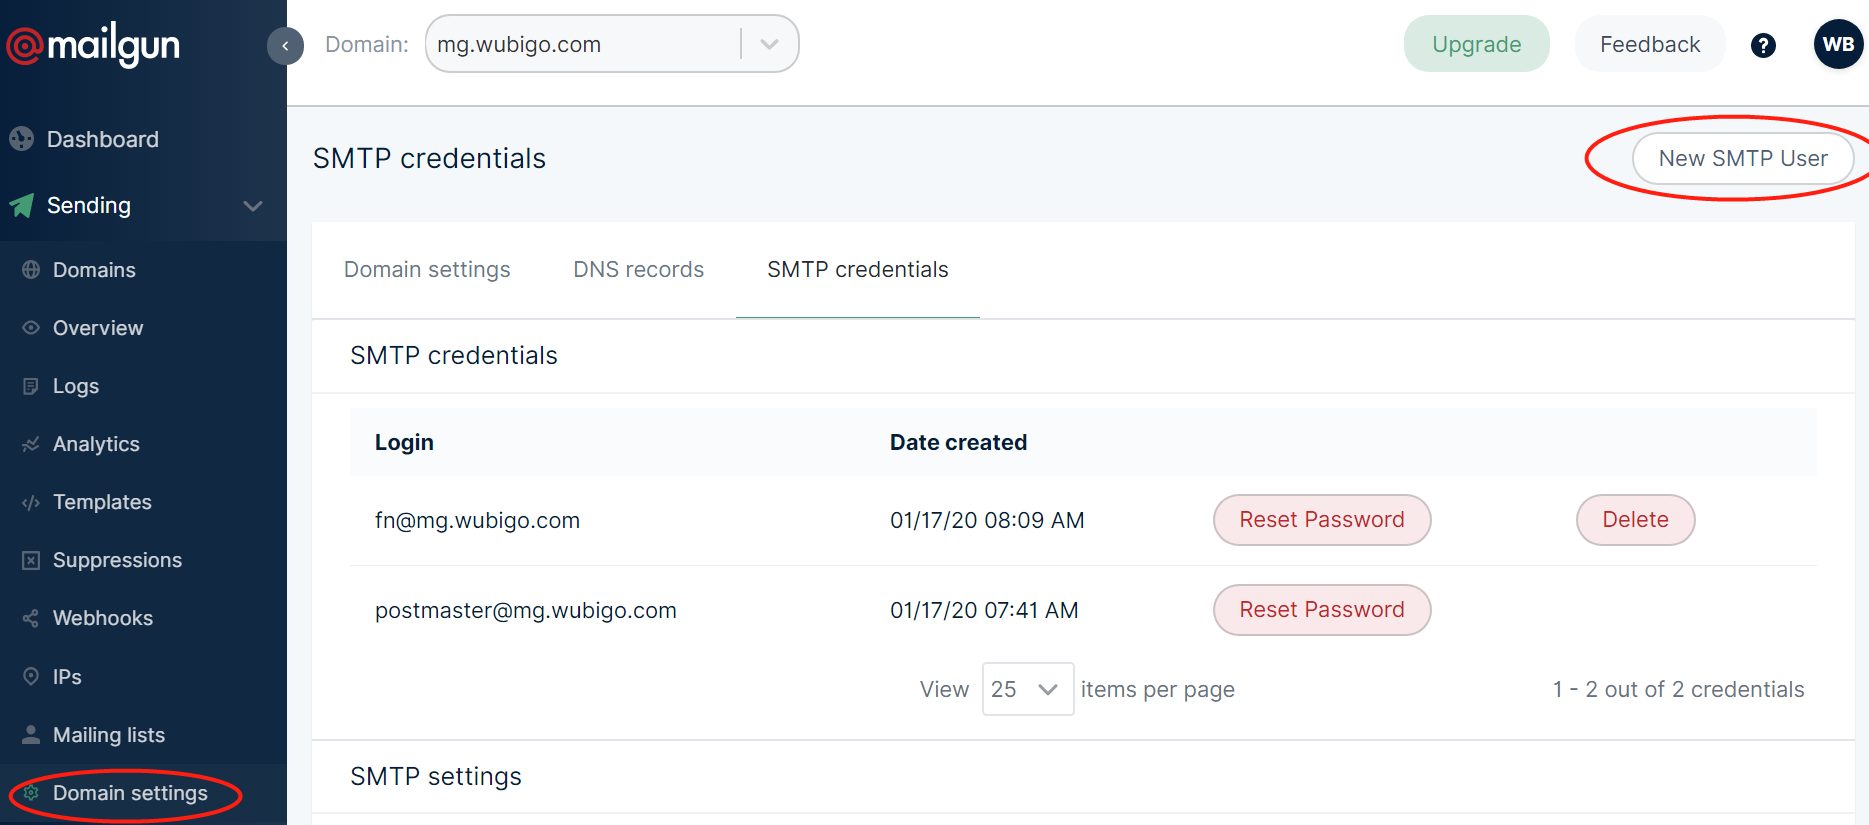 @mailgun
Domain: mg.wubigo.com
Upgrade
Feedback
?
WB
Dashboard
Sending
Domains
Overview
Logs
Analytics
Templates
Suppressions
Webhooks
IPs
Mailing lists
Domain settings
SMTP credentials
New SMTP User
Domain settings DNS records SMTP credentials
SMTP credentials
Login Date created
fn@mg.wubigo.com 01/17/20 08:09 AM Reset Password Delete
postmaster@mg.wubigo.com 01/17/20 07:41 AM Reset Password
View 25 items per page 1 - 2 out of 2 credentials
SMTP settings